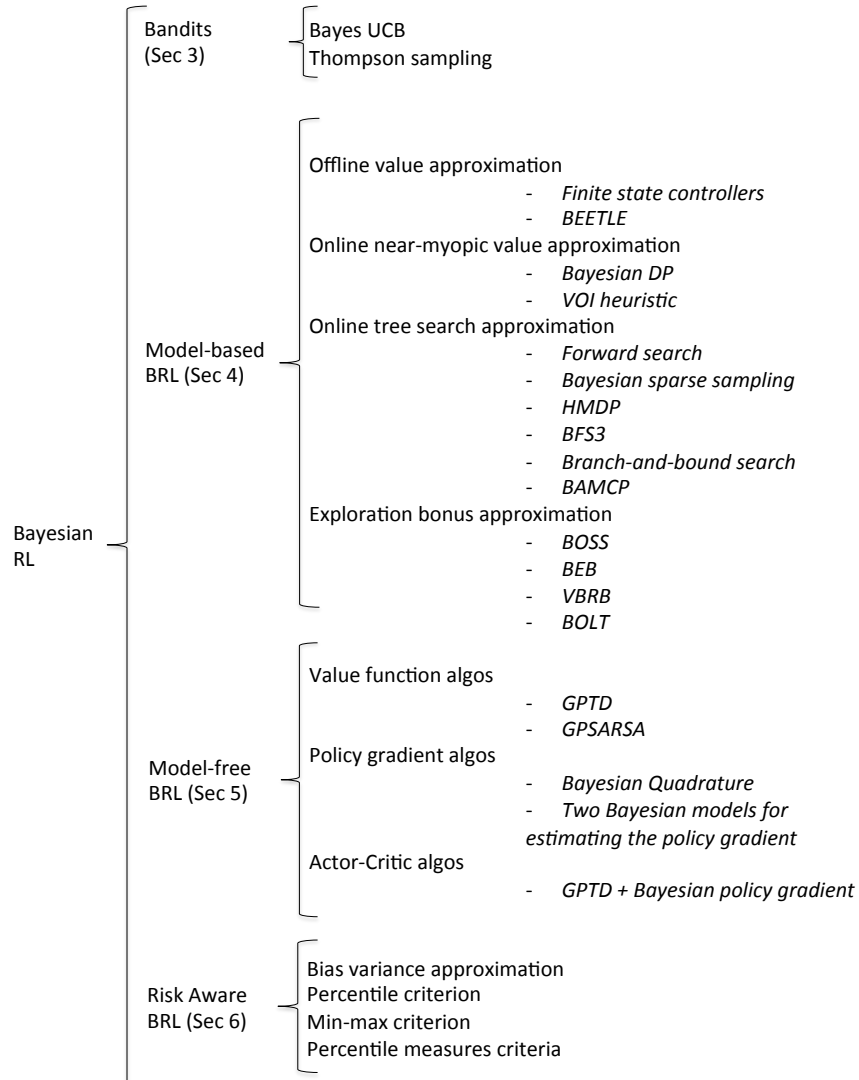 Bandits
(Sec 3)
Bayes UCB
Thompson sampling
Offline value approximation
- Finite state controllers
- BEETLE
Online near-myopic value approximation
- Bayesian DP
- VOI heuristic
Online tree search approximation
- Forward search
- Bayesian sparse sampling
- HMDP
- BFS3
- Branch-and-bound search
- BAMCP
Exploration bonus approximation
- BOSS
- BEB
- VBRB
- BOLT
Model-based
BRL (Sec 4)
Bayesian
RL
Value function algos
- GPTD
- GPSARSA
Policy gradient algos
- Bayesian Quadrature
- Two Bayesian models for
estimating the policy gradient
Actor-Critic algos
- GPTD + Bayesian policy gradient
Model-free
BRL (Sec 5)
Risk Aware
BRL (Sec 6)
Bias variance approximation
Percentile criterion
Min-max criterion
Percentile measures criteria